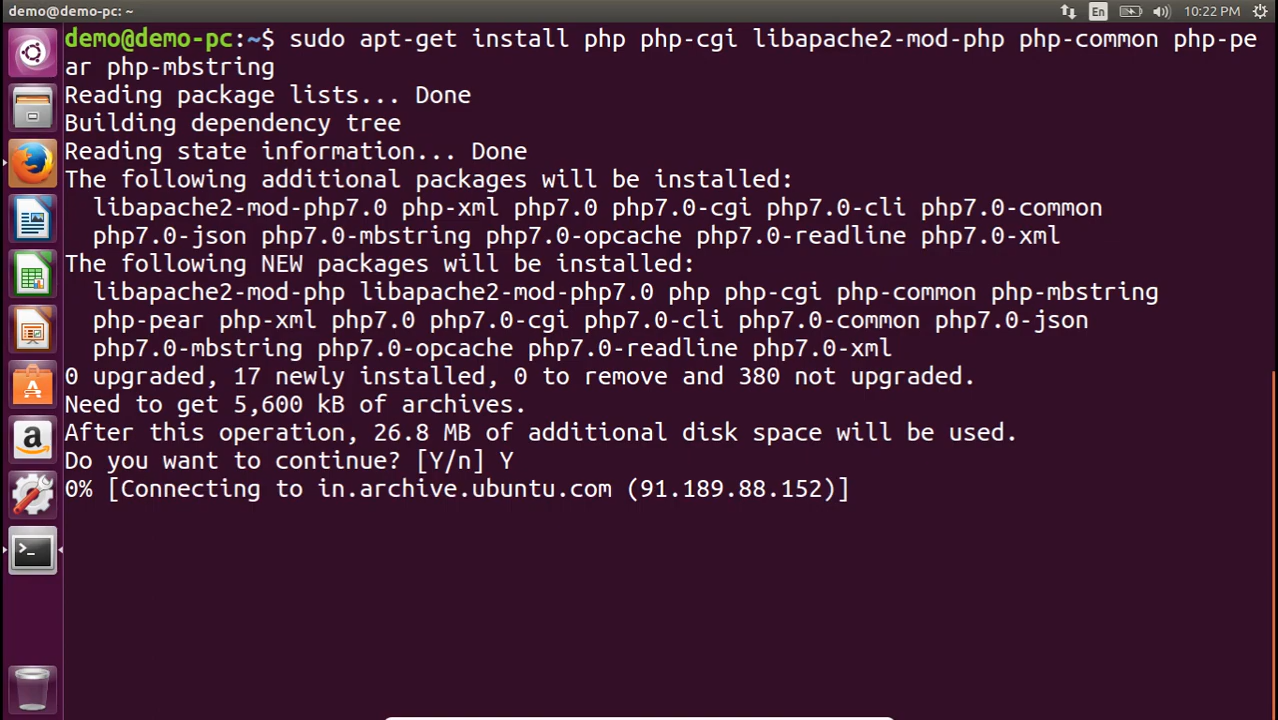 demo@demo-pc: ~
En
10:22 PM
demo@demo-pc:~$ sudo apt-get install php php-cgi libapache2-mod-php php-common php-pe
ar php-mbstring
Reading package lists... Done
Building dependency tree
Reading state information... Done
The following additional packages will be installed:
  libapache2-mod-php7.0 php-xml php7.0 php7.0-cgi php7.0-cli php7.0-common
  php7.0-json php7.0-mbstring php7.0-opcache php7.0-readline php7.0-xml
The following NEW packages will be installed:
  libapache2-mod-php libapache2-mod-php7.0 php php-cgi php-common php-mbstring
  php-pear php-xml php7.0 php7.0-cgi php7.0-cli php7.0-common php7.0-json
  php7.0-mbstring php7.0-opcache php7.0-readline php7.0-xml
0 upgraded, 17 newly installed, 0 to remove and 380 not upgraded.
Need to get 5,600 kB of archives.
After this operation, 26.8 MB of additional disk space will be used.
Do you want to continue? [Y/n] Y
0% [Connecting to in.archive.ubuntu.com (91.189.88.152)]